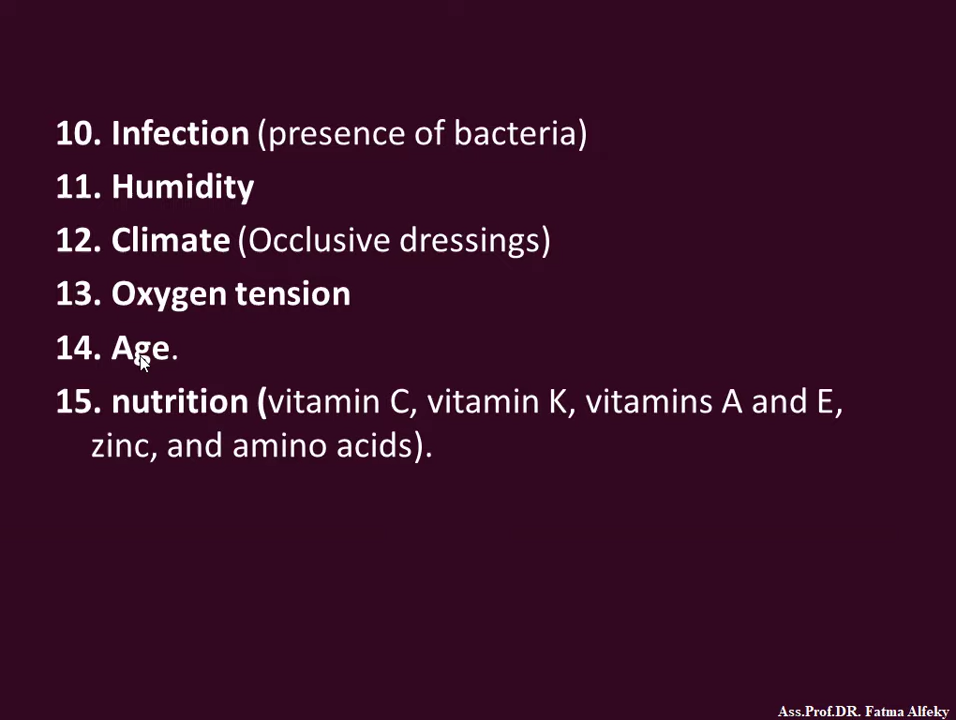 10. Infection (presence of bacteria)
11. Humidity
12. Climate (Occlusive dressings)
13. Oxygen tension
14. Age.
15. nutrition (vitamin C, vitamin K, vitamins A and E,
zinc, and amino acids).
Ass.Prof.DR. Fatma Alfeky